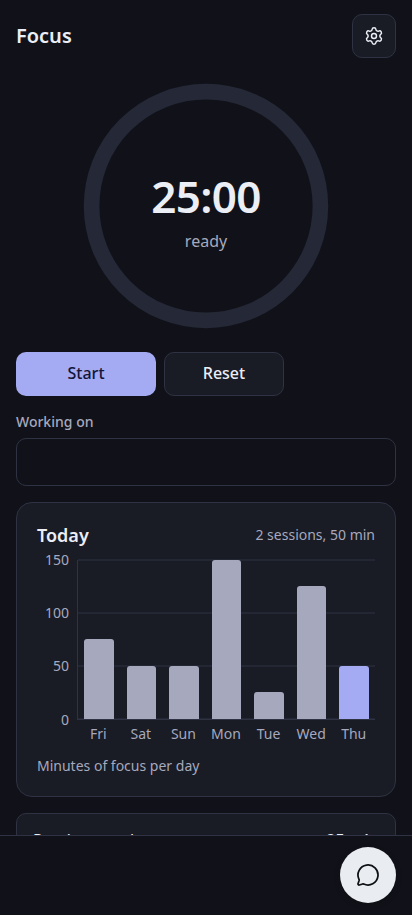 Focus
25:00
ready
Start
Reset
Working on
Today
2 sessions, 50 min
150
100
50
0
Fri
Sat
Sun
Mon
Tue
Wed
Thu
Minutes of focus per day